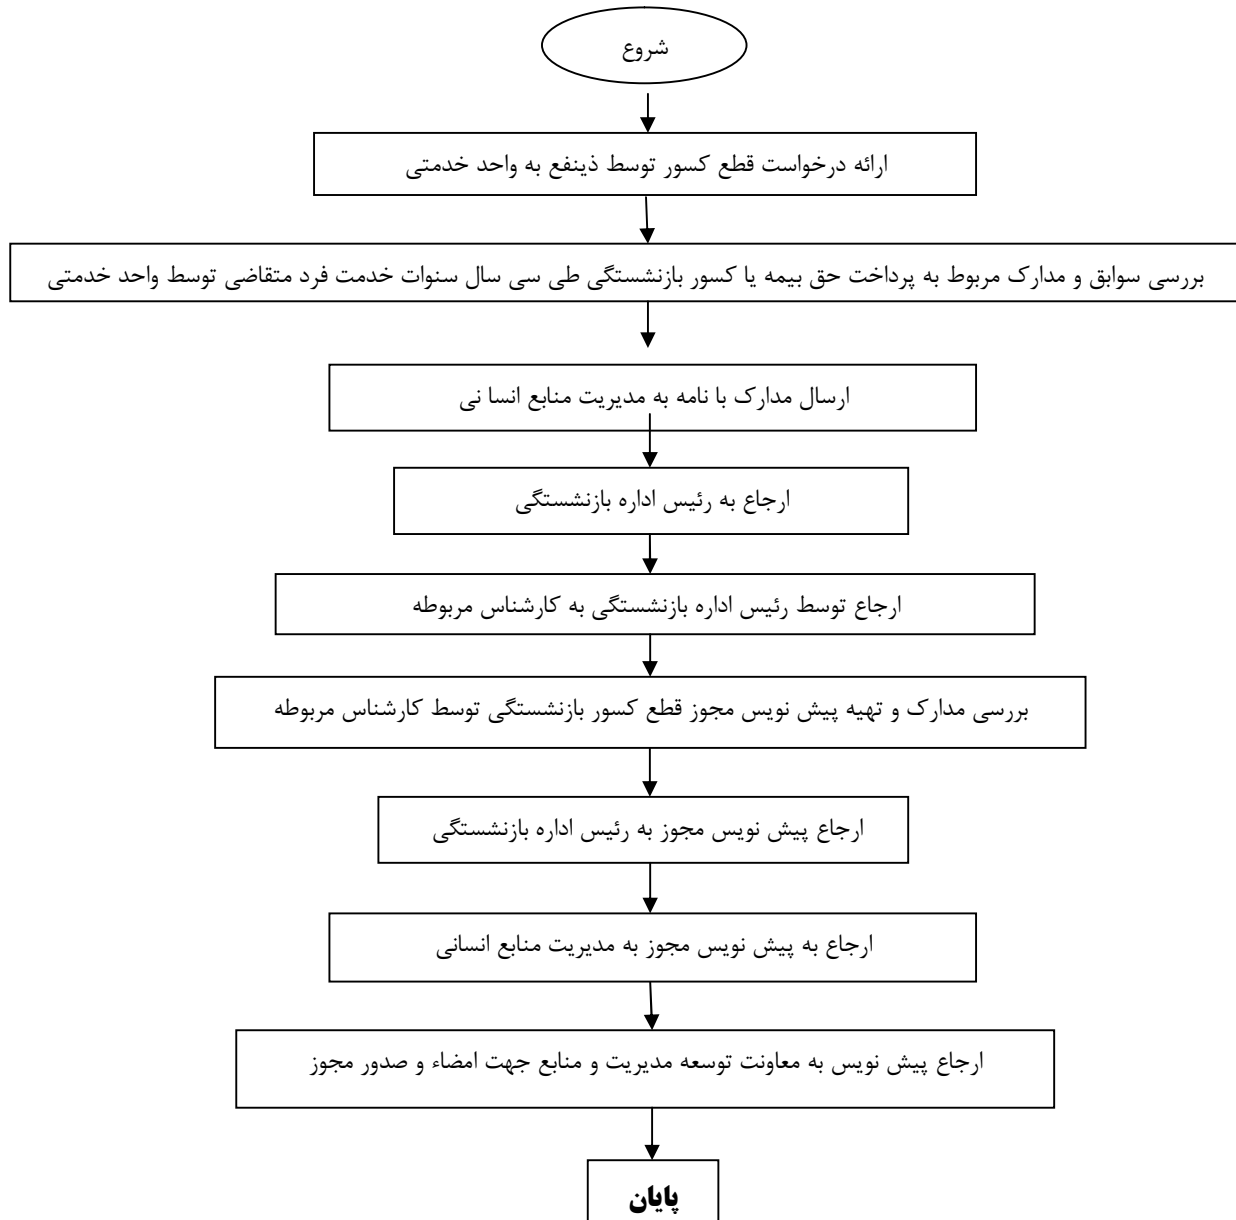 شروع
ارائه درخواست قطع کسور توسط ذینفع به واحد خدمتی
بررسی سوابق و مدارک مربوط به پرداخت حق بیمه یا کسور بازنشستگی طی سی سال سنوات خدمت فرد متقاضی توسط واحد خدمتی
ارسال مدارک با نامه به مدیریت منابع انسا نی
ارجاع به رئیس اداره بازنشستگی
ارجاع توسط رئیس اداره بازنشستگی به کارشناس مربوطه
بررسی مدارک و تهیه پیش نویس مجوز قطع کسور بازنشستگی توسط کارشناس مربوطه
ارجاع پیش نویس مجوز به رئیس اداره بازنشستگی
ارجاع به پیش نویس مجوز به مدیریت منابع انسانی
ارجاع پیش نویس به معاونت توسعه مدیریت و منابع جهت امضاء و صدور مجوز
پایان